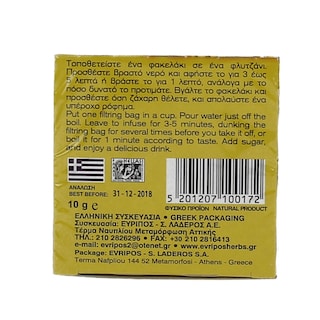 Τοποθετείστε ένα φακελάκι σε ένα φλυτζάνι.
Προσθέστε βραστό νερό και αφήστε το για 3 έως
5 λεπτά ή βράστε το για 1 λεπτό, ανάλογα με το
πόσο δυνατό το προτιμάτε. Βγάλτε το φακελάκι και
προσθέστε όση ζάχαρη θέλετε, και απολαύστε ένα
υπέροχο ρόφημα.
Put one filtring bag in a cup. Pour water just off the
boil. Leave to infuse for 3-5 minutes, dunking the
filtring bag for several times before you take it off, or
boil it for 1 minute according to taste. Add sugar,
and enjoy a delicious drink.
ΑΝΑΛΩΣΗ
BEST BEFORE: 31-12-2018
10 g e
5 201207 100172
ΦΥΣΙΚΟ ΠΡΟΪΟΝ NATURAL PRODUCT
ΕΛΛΗΝΙΚΗ ΣΥΣΚΕΥΑΣΙΑ • GREEK PACKAGING
Συσκευασία: ΕΥΡΙΠΟΣ - Σ. ΛΑΔΕΡΟΣ Α.Ε.
Τέρμα Ναυπλίου Μεταμόρφωση Αττικής
ΤΗΛ.: 210 2826296 • FAX: 210 2813437
e-mail:evripos2@otenet.gr • www.evriposherbs.gr
Package: EVRIPOS - S. LADEROS S.A.
Terma Nafpliou 144 52 Metamorfosi - Athens - Greece